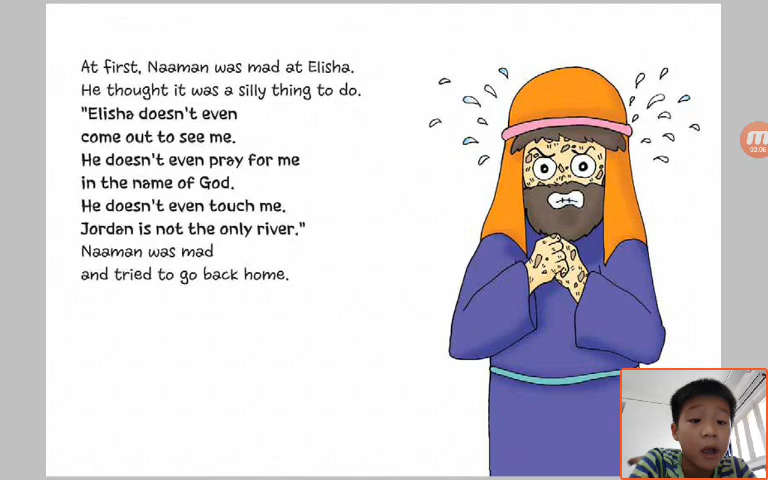 At first, Naaman was mad at Elisha.
He thought it was a silly thing to do.
"Elisha doesn't even
come out to see me.
He doesn't even pray for me
in the name of God.
He doesn't even touch me.
Jordan is not the only river."
Naaman was mad
and tried to go back home.
03:06